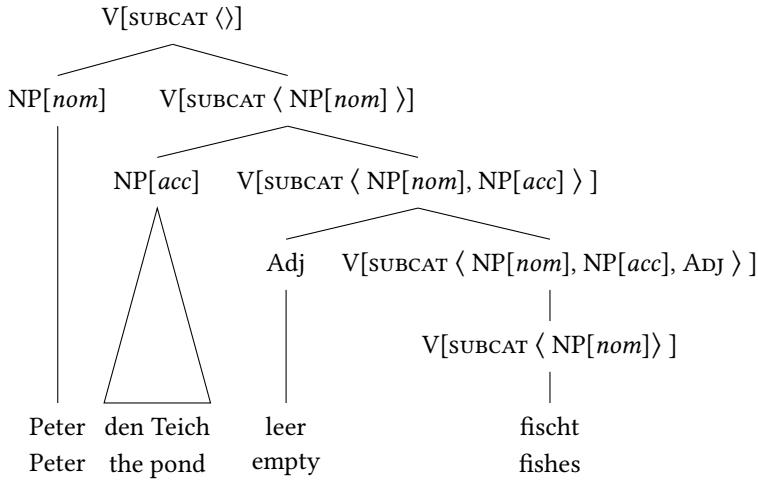 V[SUBCAT ⟨⟩]
NP[nom] V[SUBCAT ⟨ NP[nom] ⟩]
NP[acc] V[SUBCAT ⟨ NP[nom], NP[acc] ⟩ ]
Adj V[SUBCAT ⟨ NP[nom], NP[acc], ADJ ⟩ ]
V[SUBCAT ⟨ NP[nom]⟩ ]
Peter den Teich leer fischt
Peter the pond empty fishes